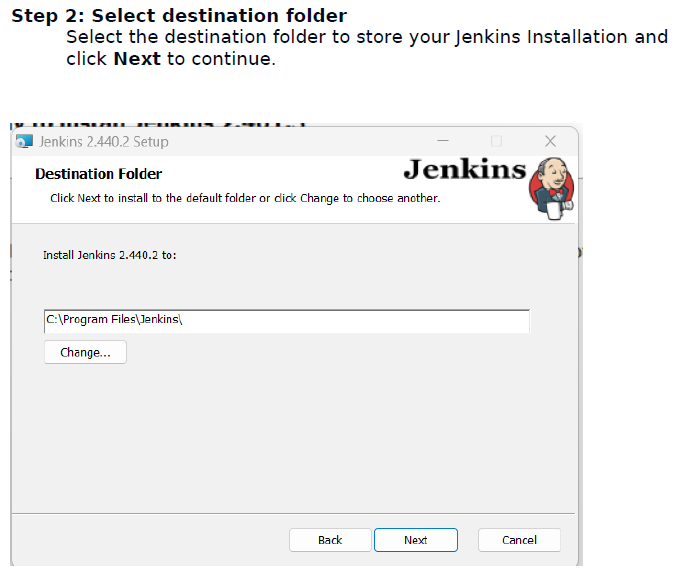 Step 2: Select destination folder
Select the destination folder to store your Jenkins Installation and
click Next to continue.
Jenkins 2.440.2 Setup
Destination Folder
Jenkins
Click Next to install to the default folder or click Change to choose another.
Install Jenkins 2.440.2 to:
C:\Program Files\Jenkins\
Change...
Back
Next
Cancel